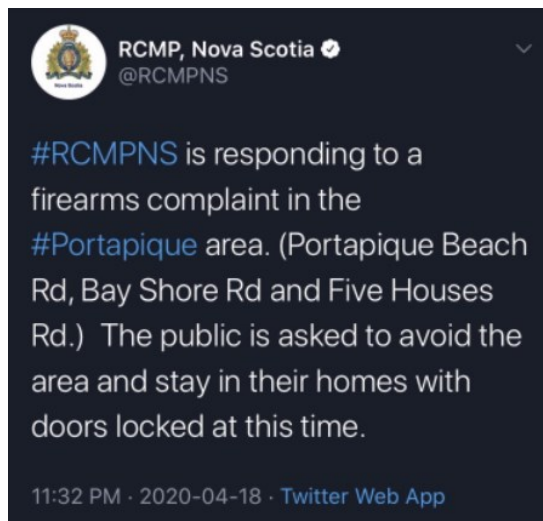 RCMP, Nova Scotia
@RCMPNS
#RCMPNS is responding to a
firearms complaint in the
#Portapique area. (Portapique Beach
Rd, Bay Shore Rd and Five Houses
Rd.)  The public is asked to avoid the
area and stay in their homes with
doors locked at this time.
11:32 PM · 2020-04-18 · Twitter Web App